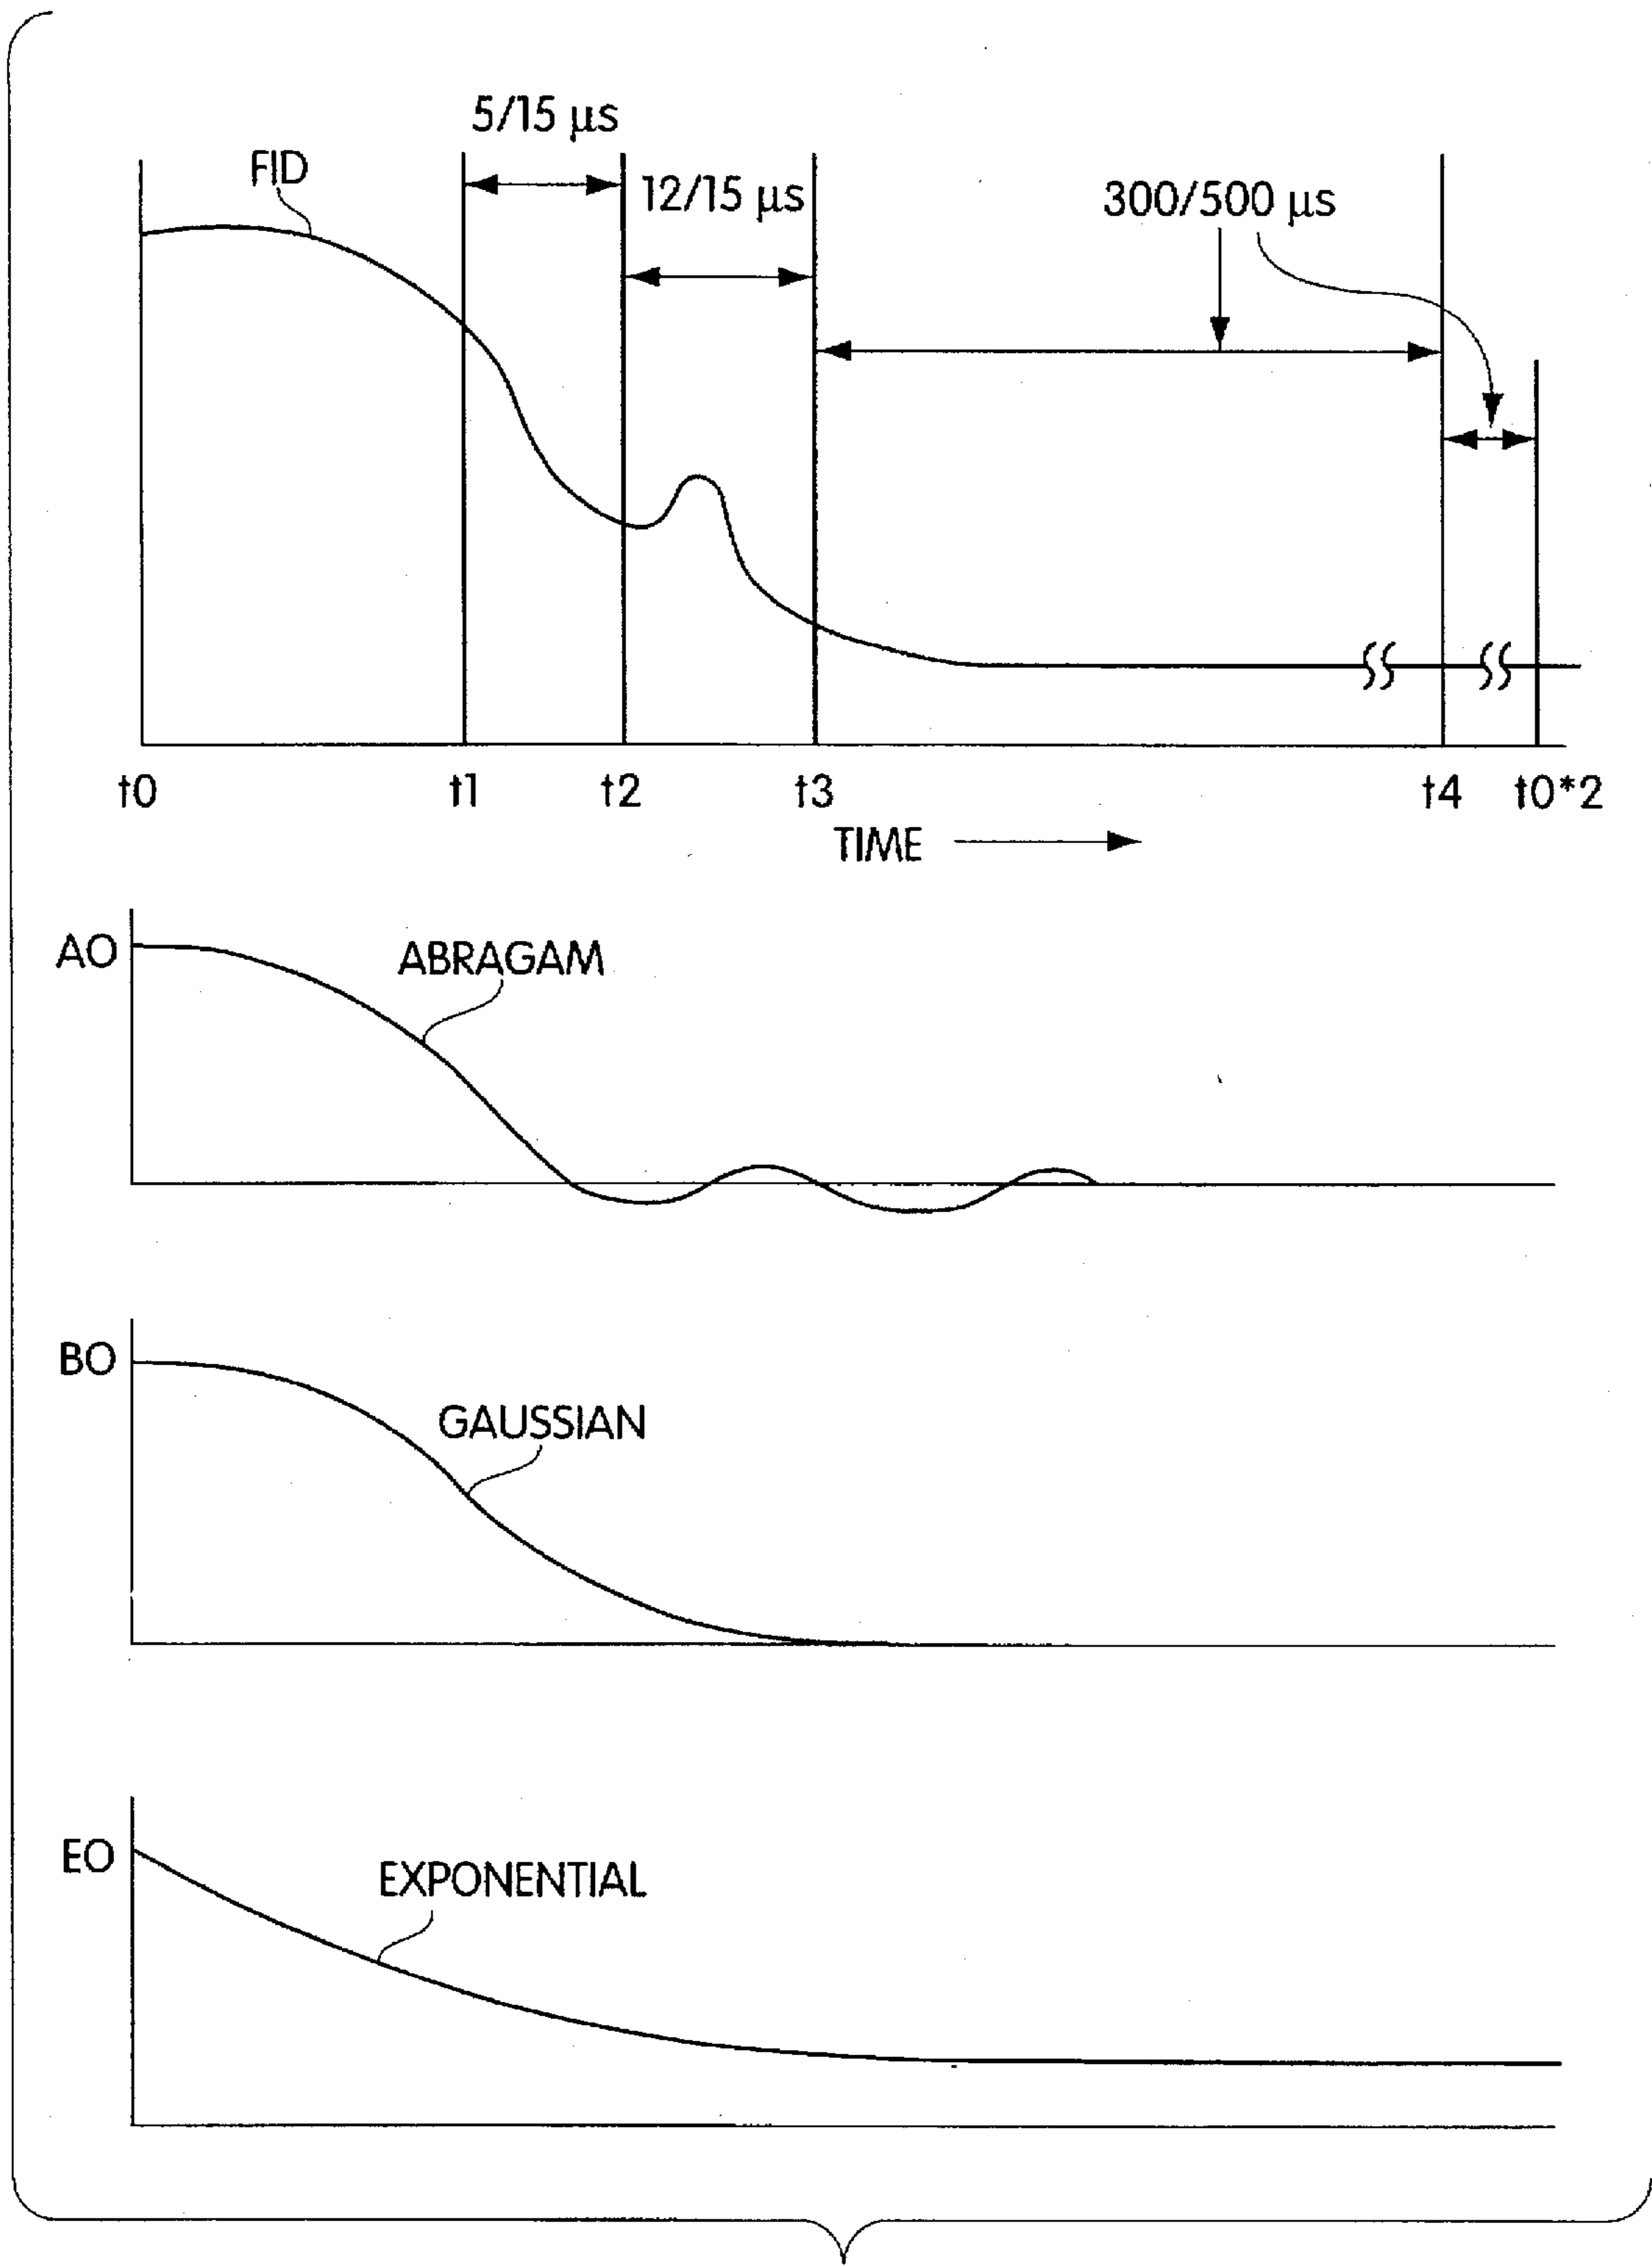 5/15 µs
FID
12/15 µs
300/500 µs
t0 t1 t2 t3 t4 t0*2
TIME
AO
ABRAGAM
BO
GAUSSIAN
EO
EXPONENTIAL